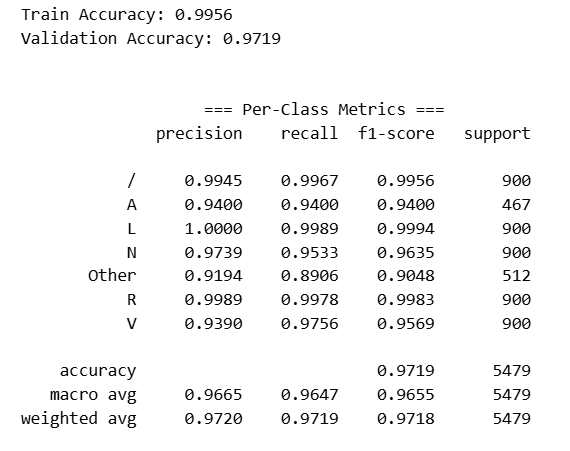 Train Accuracy: 0.9956
Validation Accuracy: 0.9719
=== Per-Class Metrics ===
precision recall f1-score support
/ 0.9945 0.9967 0.9956 900
A 0.9400 0.9400 0.9400 467
L 1.0000 0.9989 0.9994 900
N 0.9739 0.9533 0.9635 900
Other 0.9194 0.8906 0.9048 512
R 0.9989 0.9978 0.9983 900
V 0.9390 0.9756 0.9569 900
accuracy 0.9719 5479
macro avg 0.9665 0.9647 0.9655 5479
weighted avg 0.9720 0.9719 0.9718 5479